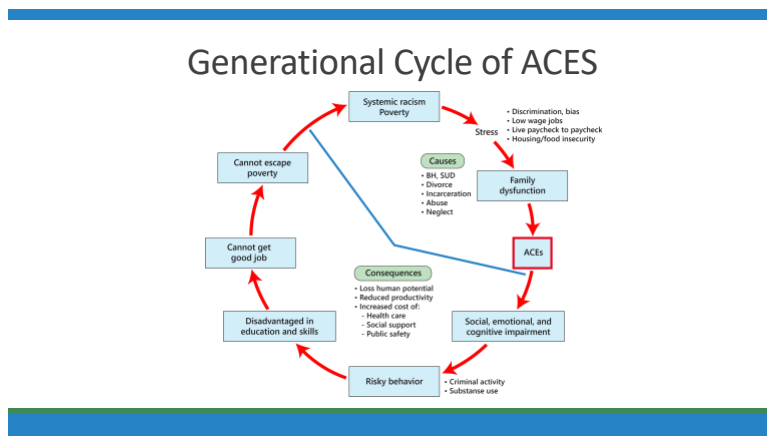 Generational Cycle of ACES
Systemic racism
Poverty
Stress
• Discrimination, bias
• Low wage jobs
• Live paycheck to paycheck
• Housing/food insecurity
Causes
• BH, SUD
• Divorce
• Incarceration
• Abuse
• Neglect
Family
dysfunction
ACEs
Social, emotional, and
cognitive impairment
Risky behavior
• Criminal activity
• Substanse use
Disadvantaged in
education and skills
Cannot get
good job
Cannot escape
poverty
Consequences
• Loss human potential
• Reduced productivity
• Increased cost of:
- Health care
- Social support
- Public safety